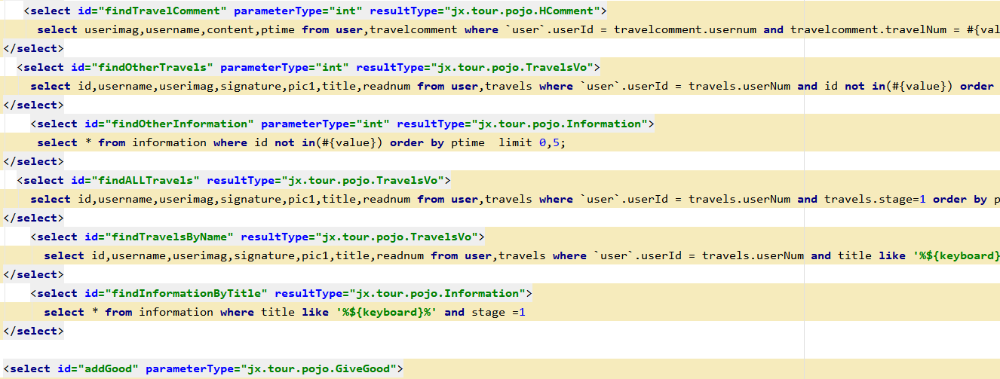 <select id="findTravelComment" parameterType="int" resultType="jx.tour.pojo.HComment">
select userimag,username,content,ptime from user,travelcomment where `user`.userId = travelcomment.usernum and travelcomment.travelNum = #{val
</select>
<select id="findOtherTravels" parameterType="int" resultType="jx.tour.pojo.TravelsVo">
select id,username,userimag,signature,pic1,title,readnum from user,travels where `user`.userId = travels.userNum and id not in(#{value}) order
</select>
<select id="findOtherInformation" parameterType="int" resultType="jx.tour.pojo.Information">
select * from information where id not in(#{value}) order by ptime  limit 0,5;
</select>
<select id="findALLTravels" resultType="jx.tour.pojo.TravelsVo">
select id,username,userimag,signature,pic1,title,readnum from user,travels where `user`.userId = travels.userNum and travels.stage=1 order by p
</select>
<select id="findTravelsByName" resultType="jx.tour.pojo.TravelsVo">
select id,username,userimag,signature,pic1,title,readnum from user,travels where `user`.userId = travels.userNum and title like '%${keyboard}
</select>
<select id="findInformationByTitle" resultType="jx.tour.pojo.Information">
select * from information where title like '%${keyboard}%' and stage =1
</select>
<select id="addGood" parameterType="jx.tour.pojo.GiveGood">